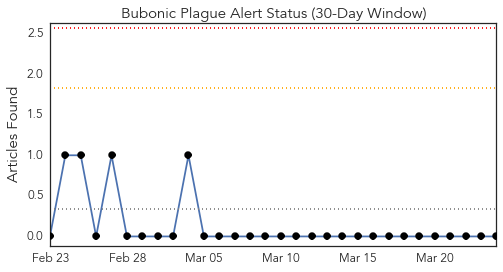 Bubonic Plague Alert Status (30-Day Window)
Articles Found
2.5
2.0
1.5
1.0
0.5
0.0
Feb 23
Feb 28
Mar 05
Mar 10
Mar 15
Mar 20